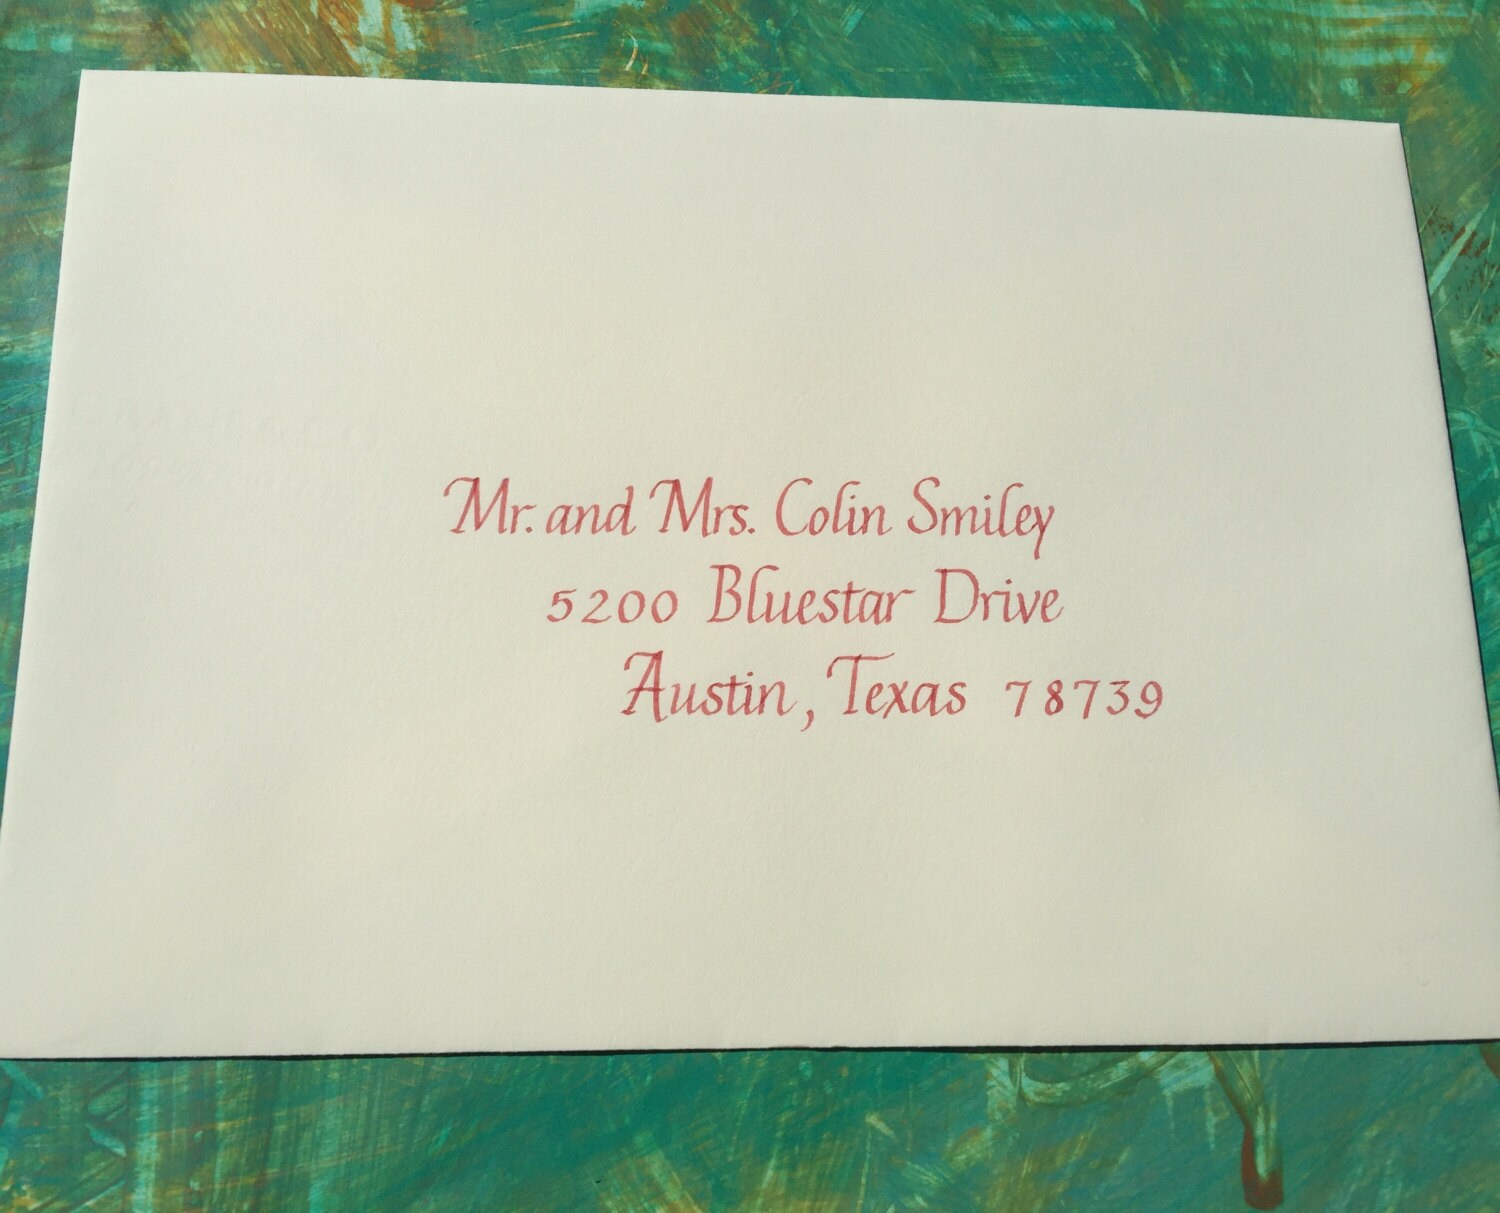 Mr. and Mrs. Colin Smiley
5200 Bluestar Drive
Austin, Texas 78739